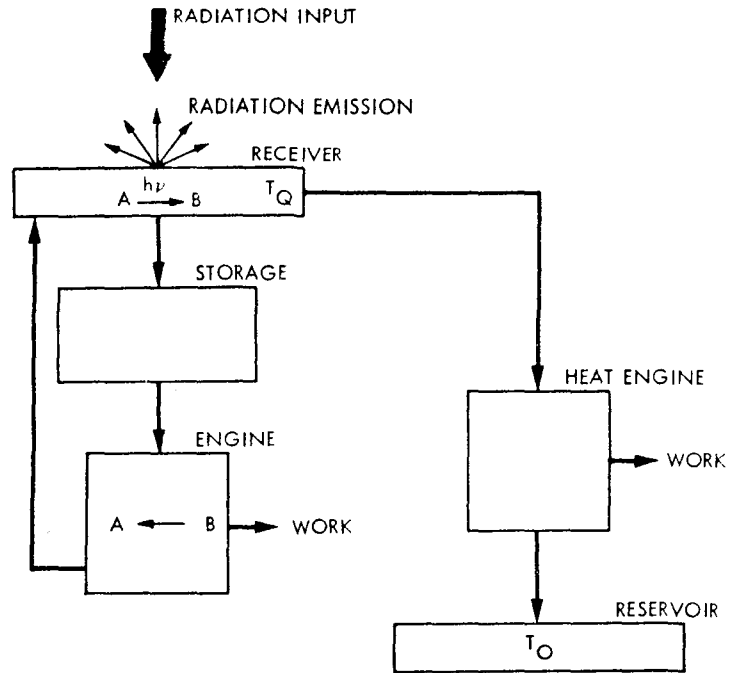 RADIATION INPUT
RADIATION EMISSION
RECEIVER
hν
A → B
T_Q
STORAGE
HEAT ENGINE
ENGINE
WORK
A ← B
WORK
RESERVOIR
T_O